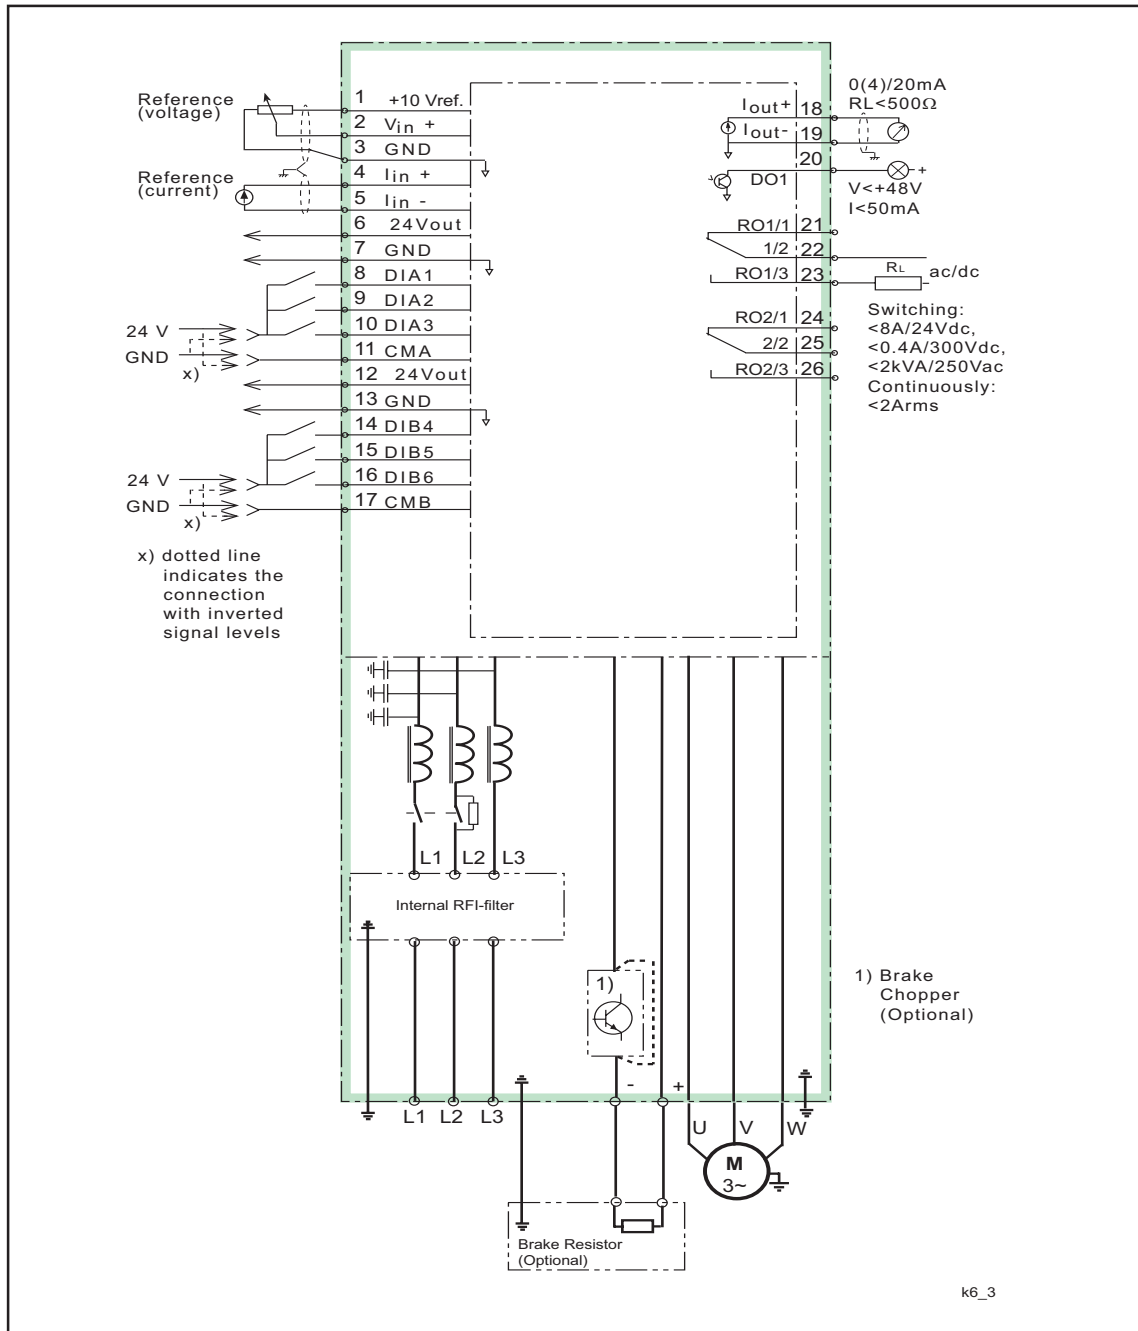 Reference
(voltage)
Reference
(current)
1 +10 Vref.
2 Vin +
3 GND
4 Iin +
5 Iin -
6 24Vout
7 GND
8 DIA1
9 DIA2
10 DIA3
11 CMA
12 24Vout
13 GND
14 DIB4
15 DIB5
16 DIB6
17 CMB
24 V
GND
x)
24 V
GND
x)
x) dotted line
indicates the
connection
with inverted
signal levels
Iout+ 18
Iout- 19
20
DO1
RO1/1 21
1/2 22
RO1/3 23
RO2/1 24
2/2 25
RO2/3 26
0(4)/20mA
RL<500Ω
+
V<+48V
I<50mA
RL
ac/dc
Switching:
<8A/24Vdc,
<0.4A/300Vdc,
<2kVA/250Vac
Continuously:
<2Arms
L1 L2 L3
Internal RFI-filter
1)
1) Brake
Chopper
(Optional)
- +
L1 L2 L3
U V W
M
3~
Brake Resistor
(Optional)
k6_3